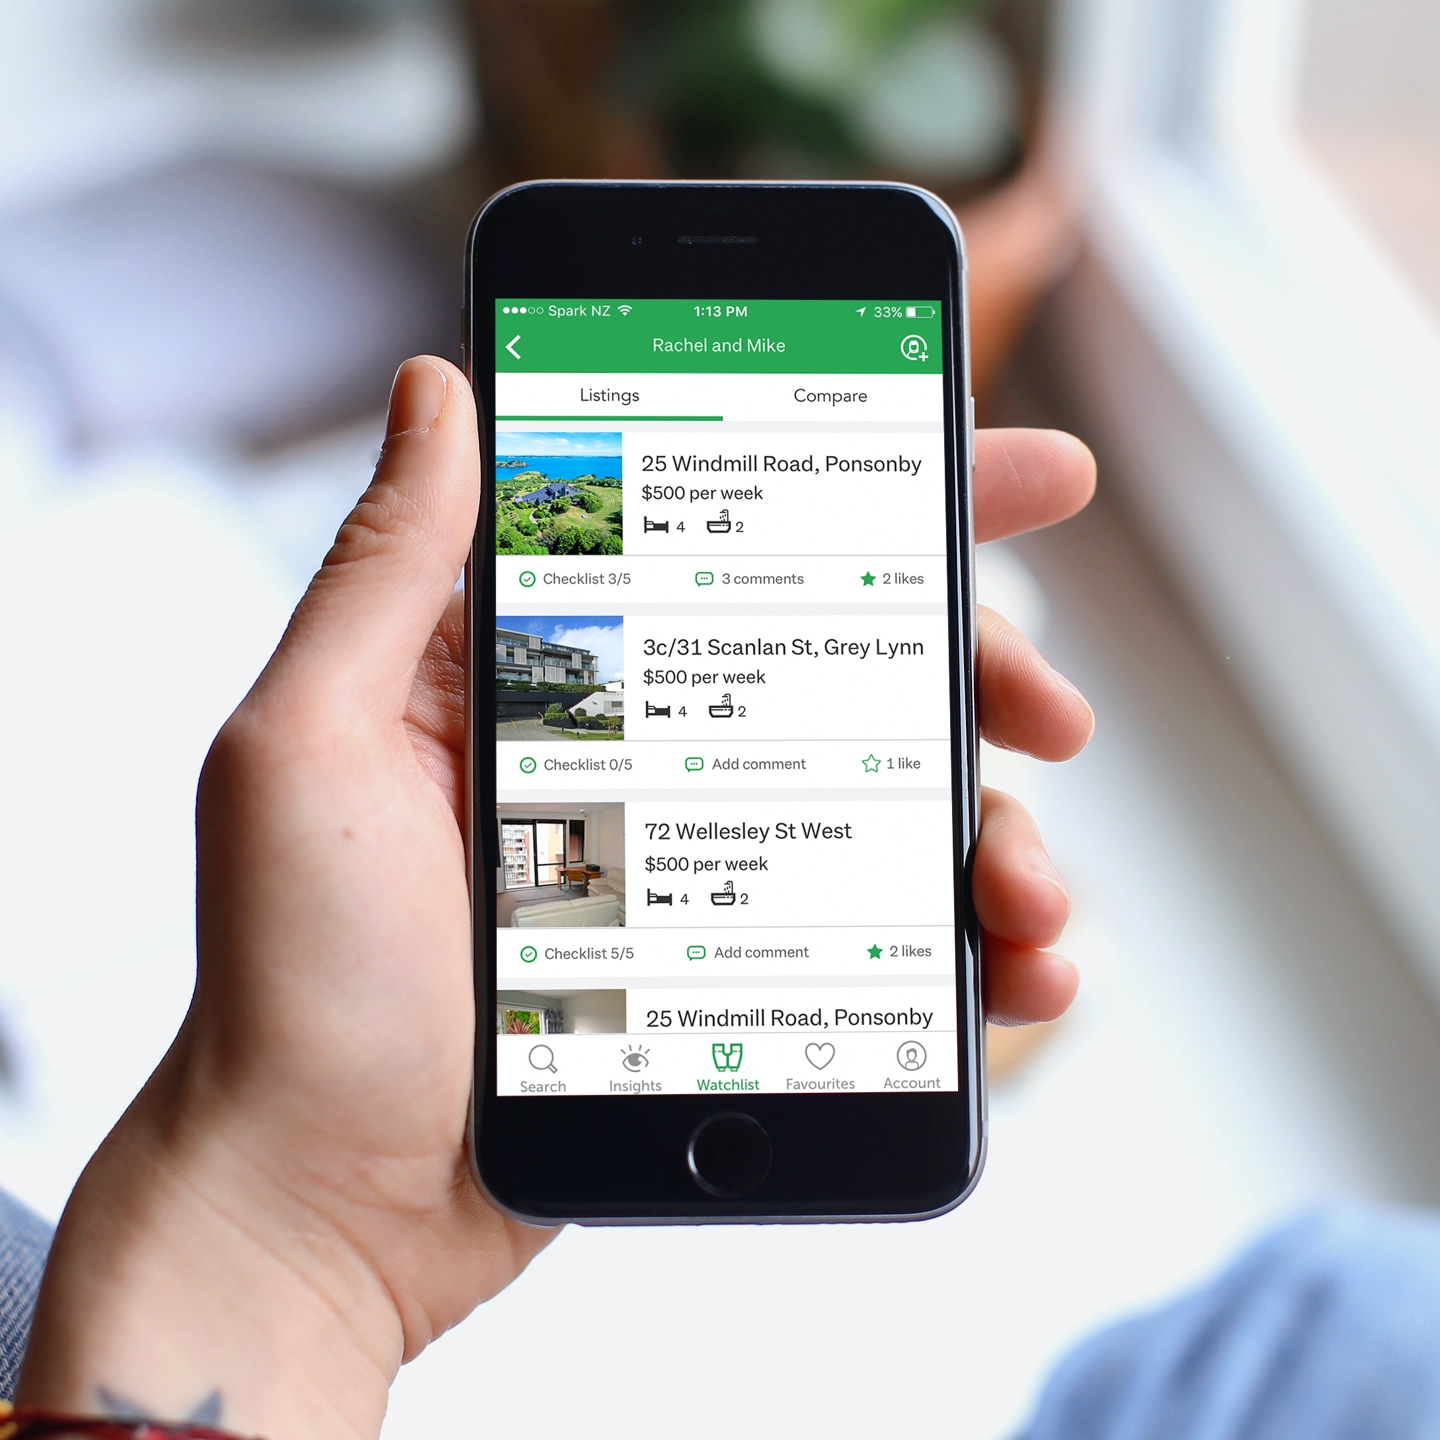 Spark NZ 1:13 PM 33%
Rachel and Mike
Listings Compare
25 Windmill Road, Ponsonby
$500 per week
4 2
Checklist 3/5 3 comments 2 likes
3c/31 Scanlan St, Grey Lynn
$500 per week
4 2
Checklist 0/5 Add comment 1 like
72 Wellesley St West
$500 per week
4 2
Checklist 5/5 Add comment 2 likes
25 Windmill Road, Ponsonby
Search Insights Watchlist Favourites Account